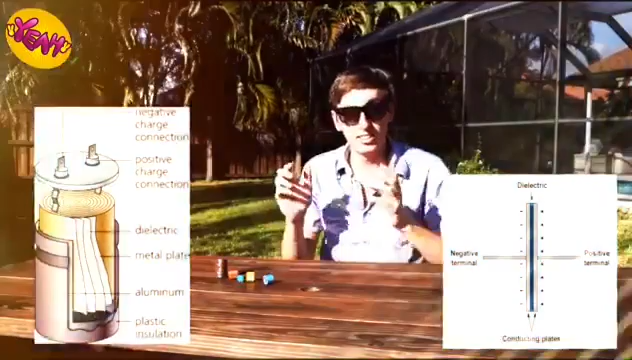 YEAH
negative
charge
connection
positive
charge
connection
dielectric
metal plate
aluminum
plastic
insulation
Dielectric
Negative
terminal
Positive
terminal
Conducting plates